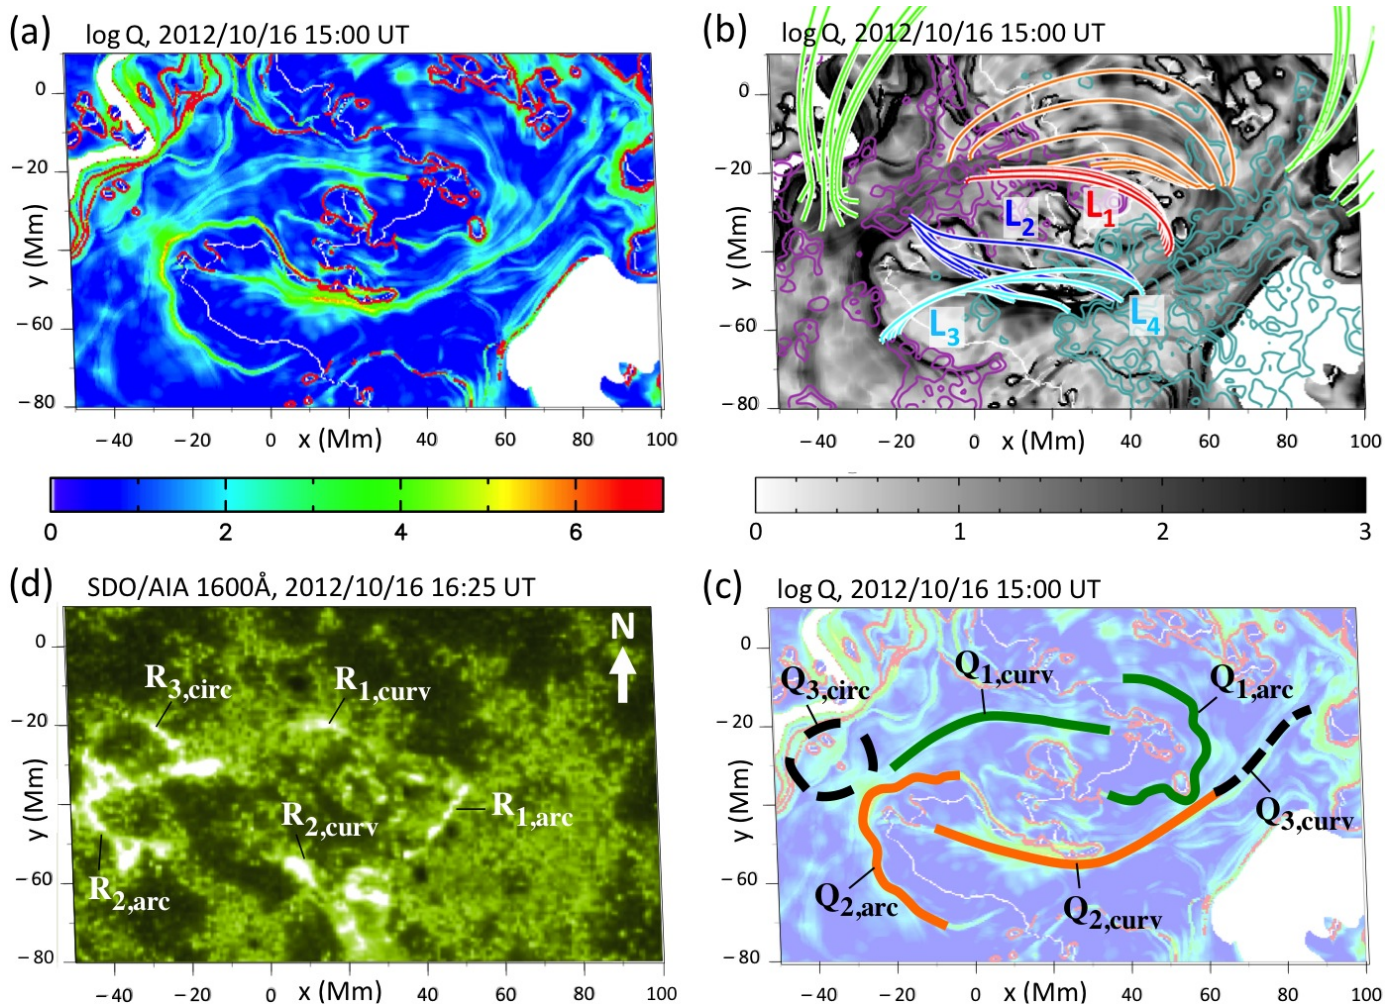 (a) log Q, 2012/10/16 15:00 UT
0
−20
−40
−60
−80
y (Mm)
−40 −20 0 20 40 60 80 100
x (Mm)
0 2 4 6
(b) log Q, 2012/10/16 15:00 UT
0
−20
−40
−60
−80
y (Mm)
L1
L2
L3
L4
−40 −20 0 20 40 60 80 100
x (Mm)
0 1 2 3
(d) SDO/AIA 1600Å, 2012/10/16 16:25 UT
N
0
−20
−40
−60
−80
y (Mm)
R3,circ
R1,curv
R2,curv
R1,arc
R2,arc
−40 −20 0 20 40 60 80 100
x (Mm)
(c) log Q, 2012/10/16 15:00 UT
0
−20
−40
−60
−80
y (Mm)
Q3,circ
Q1,curv
Q1,arc
Q3,curv
Q2,arc
Q2,curv
−40 −20 0 20 40 60 80 100
x (Mm)